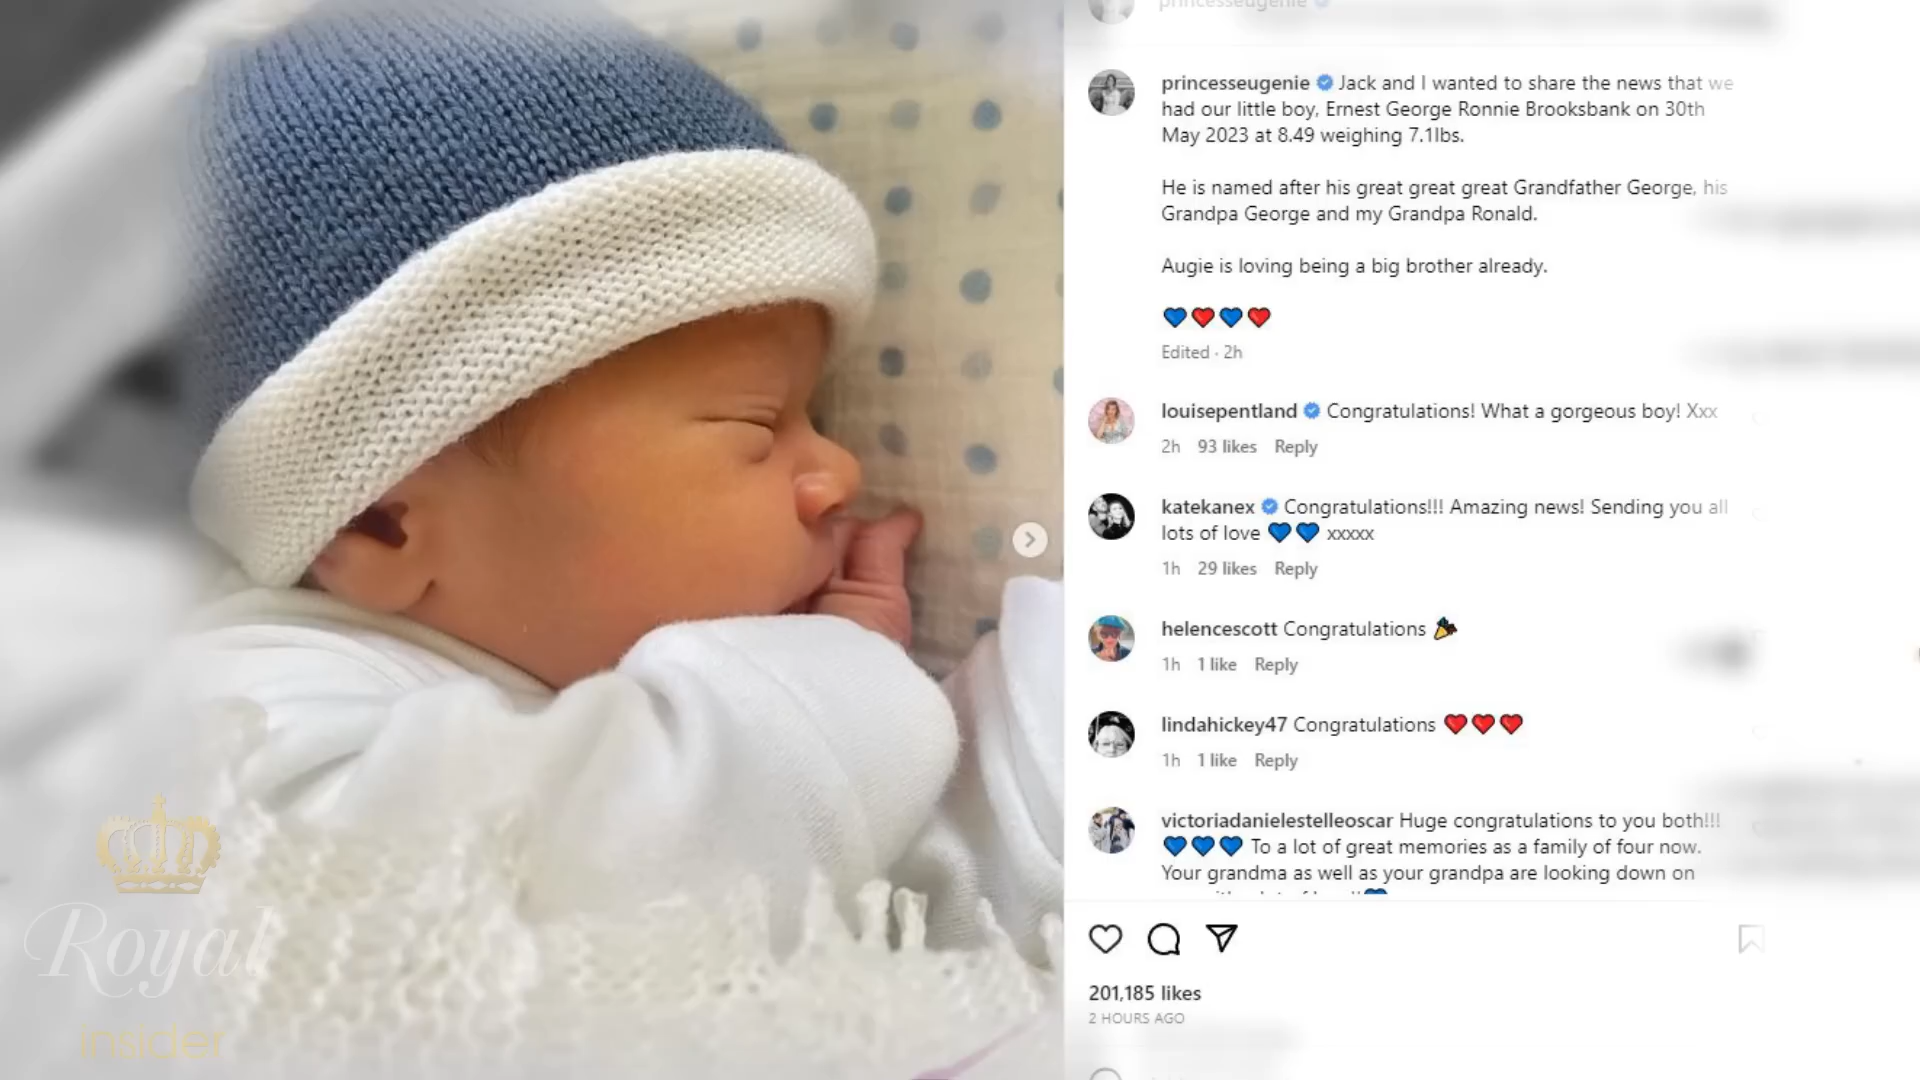 princesseugenie
princesseugenie Jack and I wanted to share the news that we
had our little boy, Ernest George Ronnie Brooksbank on 30th
May 2023 at 8.49 weighing 7.1lbs.
He is named after his great great great Grandfather George, his
Grandpa George and my Grandpa Ronald.
Augie is loving being a big brother already.
💙❤️💙❤️
Edited · 2h
louisepentland Congratulations! What a gorgeous boy! Xxx
2h 93 likes Reply
katekanex Congratulations!!! Amazing news! Sending you all
lots of love 💙💙 xxxxx
1h 29 likes Reply
helencescott Congratulations 🎉
1h 1 like Reply
lindahickey47 Congratulations ❤️❤️❤️
1h 1 like Reply
victoriadanielestelleoscar Huge congratulations to you both!!!
💙💙💙 To a lot of great memories as a family of four now.
Your grandma as well as your grandpa are looking down on
201,185 likes
2 HOURS AGO
Royal
insider